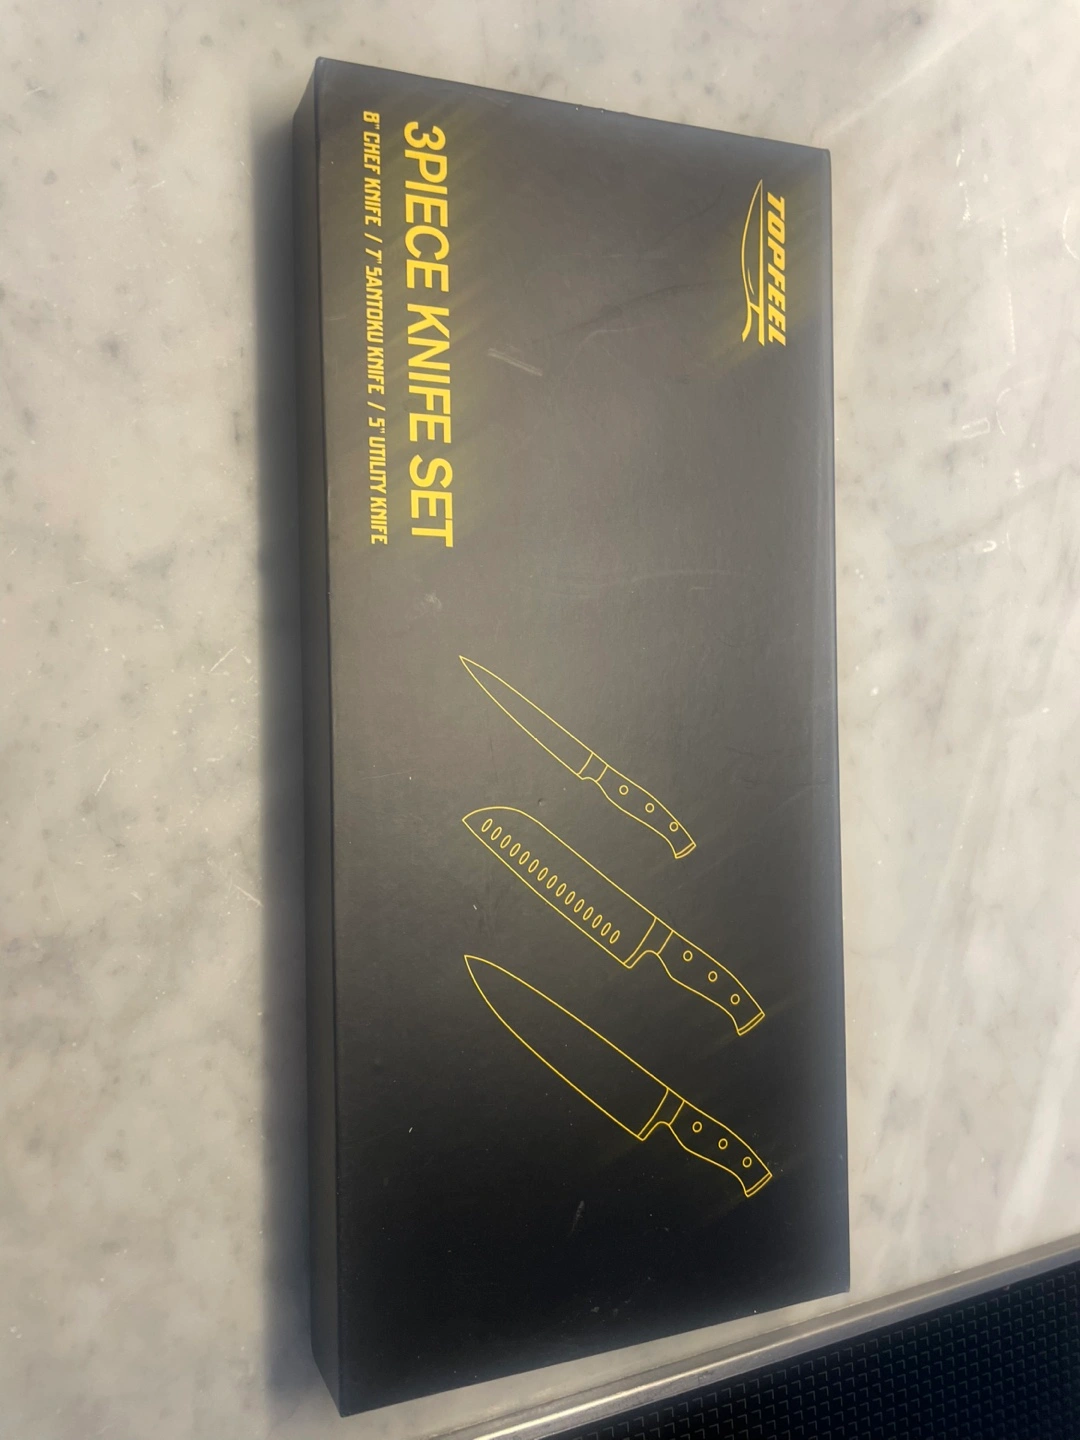 TOPFEEL
3PIECE KNIFE SET
8" CHEF KNIFE / 7" SANTOKU KNIFE / 5" UTILITY KNIFE